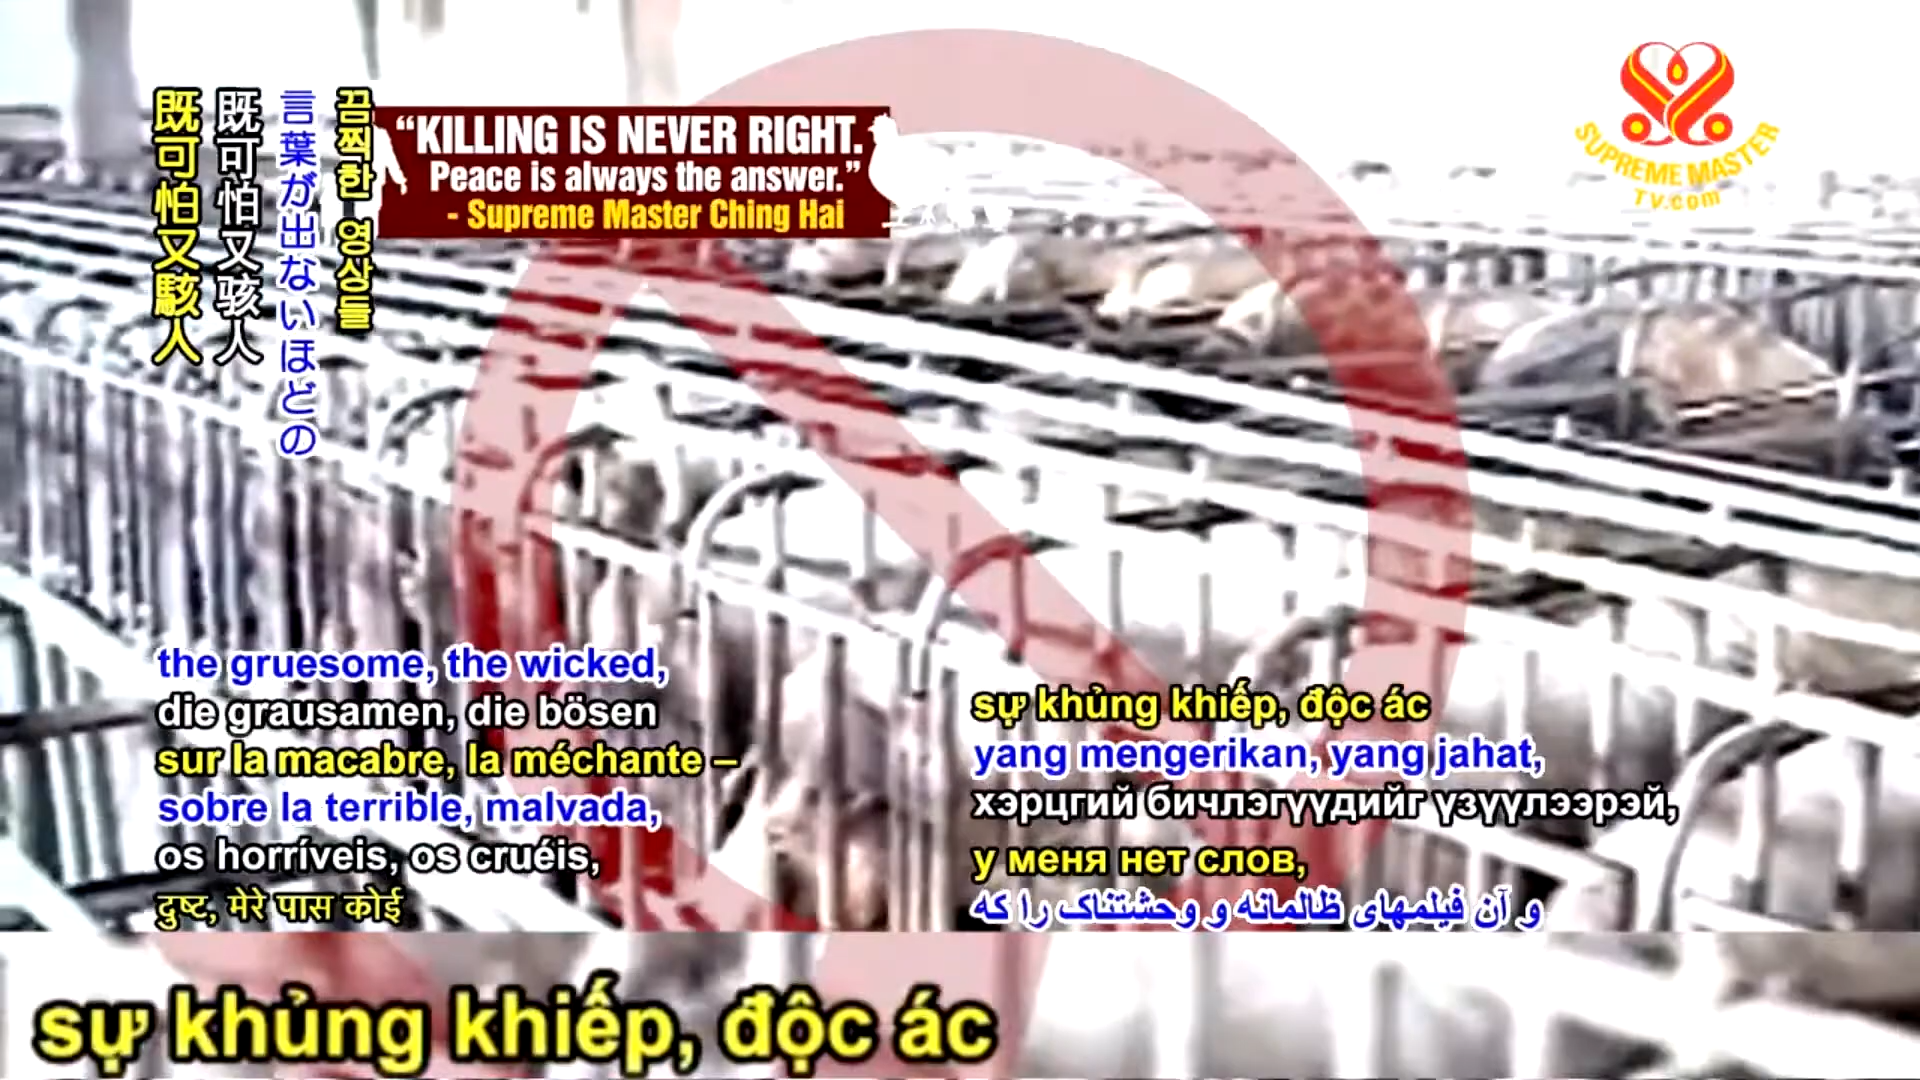 既可怕又駭人
既可怕又骇人
言葉が出ないほどの
끔찍한 영상들
“KILLING IS NEVER RIGHT.
Peace is always the answer.”
- Supreme Master Ching Hai
SUPREME MASTER
TV.com
the gruesome, the wicked,
die grausamen, die bösen
sur la macabre, la méchante –
sobre la terrible, malvada,
os horríveis, os cruéis,
दुष्ट, मेरे पास कोई
sự khủng khiếp, độc ác
yang mengerikan, yang jahat,
хэрцгий бичлэгүүдийг үзүүлээрэй,
у меня нет слов,
و آن فیلمهای ظالمانه و وحشتناک را که
sự khủng khiếp, độc ác